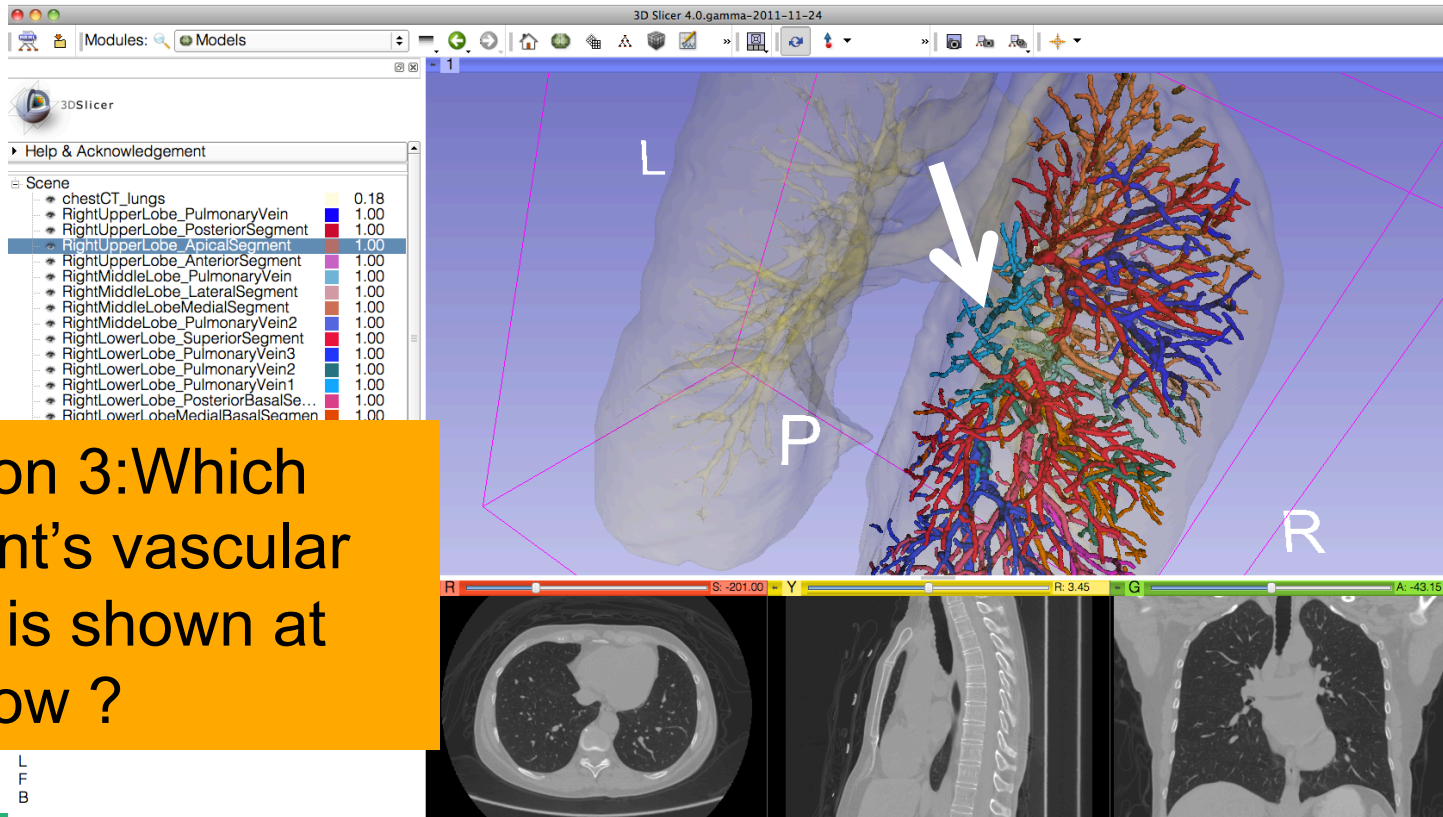 3D Slicer 4.0.gamma-2011-11-24
Modules: Models
1
3DSlicer
Help & Acknowledgement
Scene
chestCT_lungs 0.18
RightUpperLobe_PulmonaryVein 1.00
RightUpperLobe_PosteriorSegment 1.00
RightUpperLobe_ApicalSegment 1.00
RightUpperLobe_AnteriorSegment 1.00
RightMiddleLobe_PulmonaryVein 1.00
RightMiddleLobe_LateralSegment 1.00
RightMiddleLobeMedialSegment 1.00
RightMiddeLobe_PulmonaryVein2 1.00
RightLowerLobe_SuperiorSegment 1.00
RightLowerLobe_PulmonaryVein3 1.00
RightLowerLobe_PulmonaryVein2 1.00
RightLowerLobe_PulmonaryVein1 1.00
RightLowerLobe_PosteriorBasalSe... 1.00
RightLowerLobeMedialBasalSegmen 1.00
L
P
R
on 3:Which
nt's vascular
is shown at
ow ?
R S: -201.00 Y R: 3.45 G A: -43.15
L
F
B